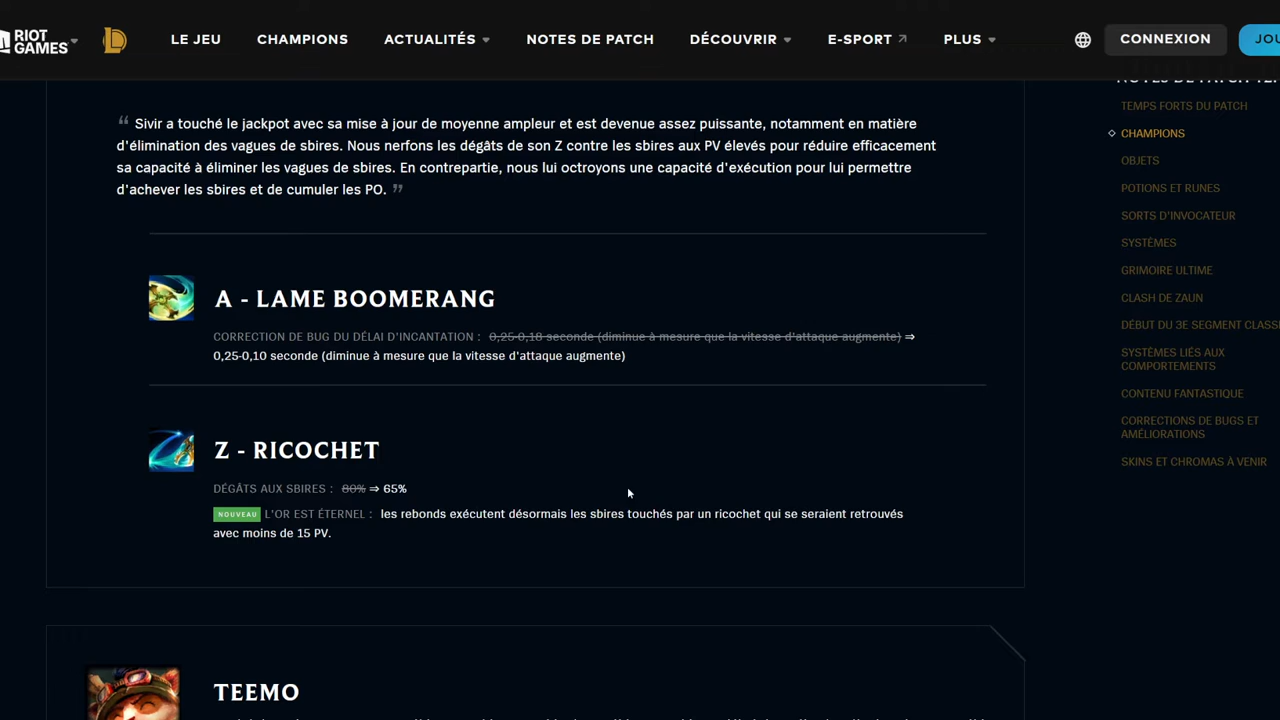 RIOT
GAMES
LE JEU
CHAMPIONS
ACTUALITÉS
NOTES DE PATCH
DÉCOUVRIR
E-SPORT
PLUS
CONNEXION
“ Sivir a touché le jackpot avec sa mise à jour de moyenne ampleur et est devenue assez puissante, notamment en matière
d'élimination des vagues de sbires. Nous nerfons les dégâts de son Z contre les sbires aux PV élevés pour réduire efficacement
sa capacité à éliminer les vagues de sbires. En contrepartie, nous lui octroyons une capacité d'exécution pour lui permettre
d'achever les sbires et de cumuler les PO. ”
A - LAME BOOMERANG
CORRECTION DE BUG DU DÉLAI D'INCANTATION : 0,25-0,18 seconde (diminue à mesure que la vitesse d'attaque augmente) ⇒
0,25-0,10 seconde (diminue à mesure que la vitesse d'attaque augmente)
Z - RICOCHET
DÉGÂTS AUX SBIRES : 80% ⇒ 65%
NOUVEAU L'OR EST ÉTERNEL : les rebonds exécutent désormais les sbires touchés par un ricochet qui se seraient retrouvés
avec moins de 15 PV.
TEEMO
NOTES DE PATCH
TEMPS FORTS DU PATCH
CHAMPIONS
OBJETS
POTIONS ET RUNES
SORTS D'INVOCATEUR
SYSTÈMES
GRIMOIRE ULTIME
CLASH DE ZAUN
DÉBUT DU 3E SEGMENT CLASS
SYSTÈMES LIÉS AUX
COMPORTEMENTS
CONTENU FANTASTIQUE
CORRECTIONS DE BUGS ET
AMÉLIORATIONS
SKINS ET CHROMAS À VENIR